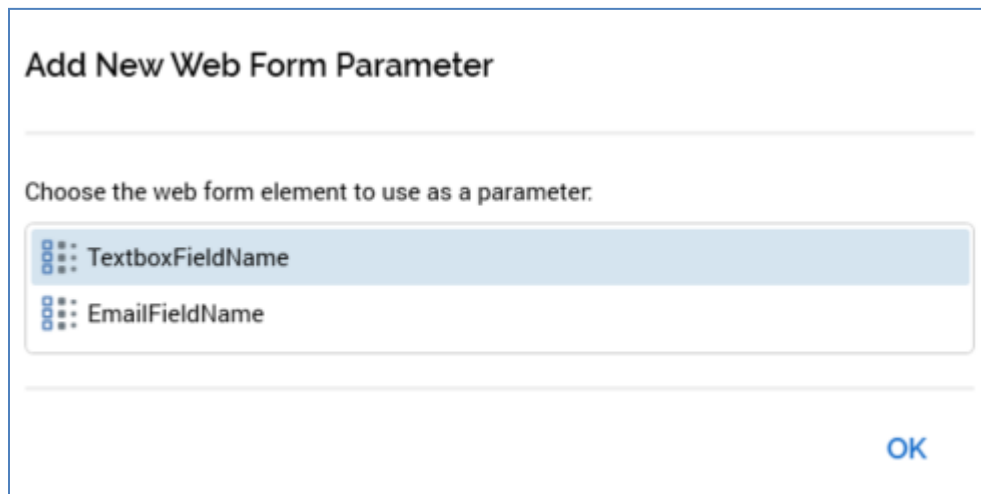 Add New Web Form Parameter
Choose the web form element to use as a parameter:
TextboxFieldName
EmailFieldName
OK